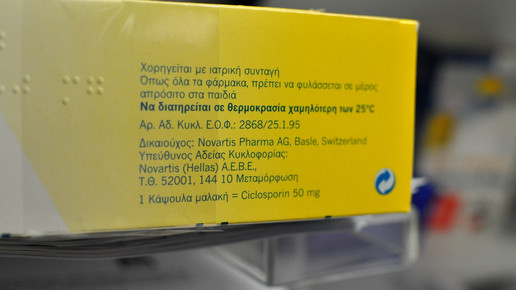 Χορηγείται με ιατρική συνταγή
Όπως όλα τα φάρμακα, πρέπει να φυλάσσεται σε μέρος
απρόσιτο στα παιδιά
Να διατηρείται σε θερμοκρασία χαμηλότερη των 25°C
Αρ. Αδ. Κυκλ. Ε.Ο.Φ.: 2868/25.1.95
Δικαιούχος: Novartis Pharma AG, Basle, Switzerland
Υπεύθυνος Αδείας Κυκλοφορίας:
Novartis (Hellas) Α.Ε.Β.Ε.,
Τ.Θ. 52001, 144 10 Μεταμόρφωση
1 Κάψουλα μαλακή = Ciclosporin 50 mg